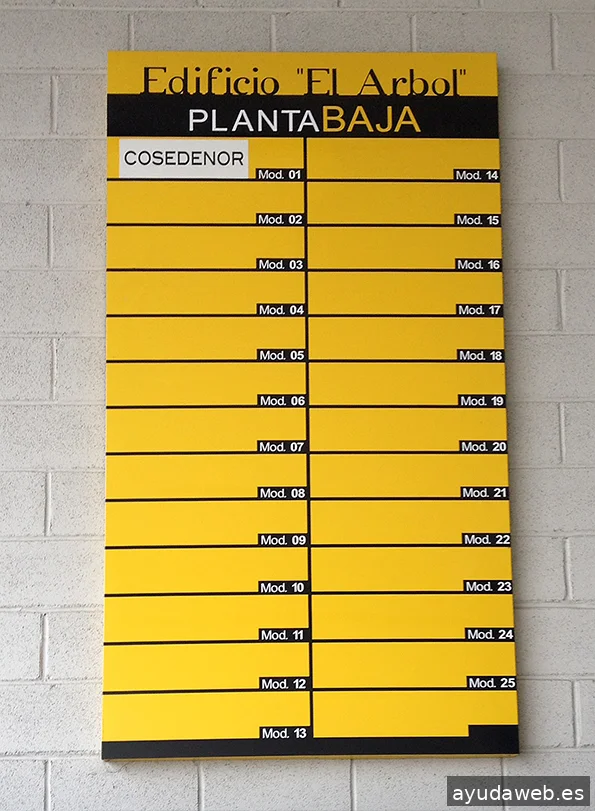 Edificio "El Arbol"
PLANTABAJA
COSEDENOR
Mod. 01
Mod. 02
Mod. 03
Mod. 04
Mod. 05
Mod. 06
Mod. 07
Mod. 08
Mod. 09
Mod. 10
Mod. 11
Mod. 12
Mod. 13
Mod. 14
Mod. 15
Mod. 16
Mod. 17
Mod. 18
Mod. 19
Mod. 20
Mod. 21
Mod. 22
Mod. 23
Mod. 24
Mod. 25
ayudaweb.es